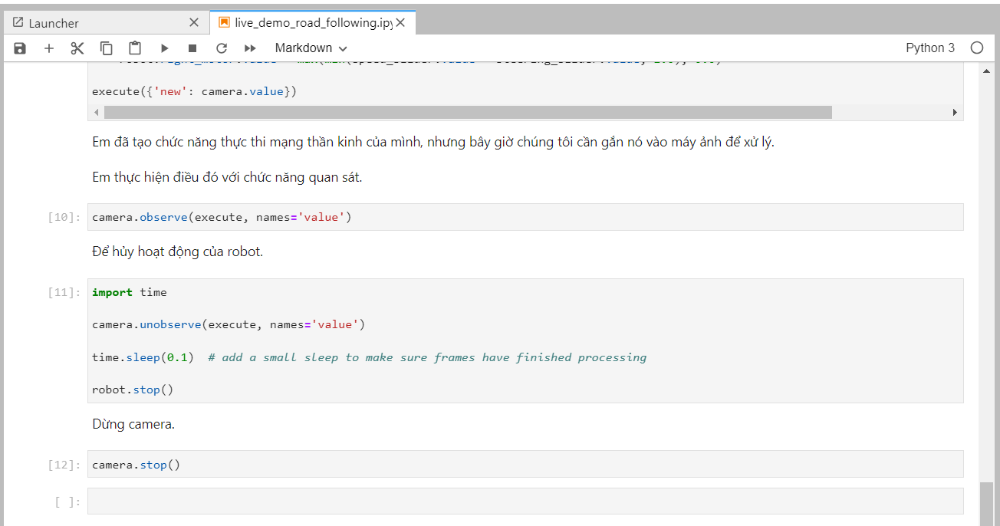 Launcher
live_demo_road_following.ipy
Markdown
Python 3
execute({'new': camera.value})
Em đã tạo chức năng thực thi mạng thần kinh của mình, nhưng bây giờ chúng tôi cần gắn nó vào máy ảnh để xử lý.
Em thực hiện điều đó với chức năng quan sát.
[10]: camera.observe(execute, names='value')
Để hủy hoạt động của robot.
[11]: import time
camera.unobserve(execute, names='value')
time.sleep(0.1)  # add a small sleep to make sure frames have finished processing
robot.stop()
Dừng camera.
[12]: camera.stop()
[ ]: